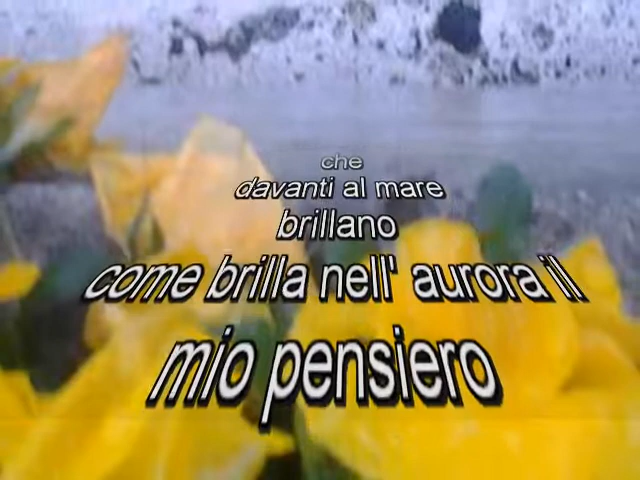 che
davanti al mare
brillano
come brilla nell' aurora il
mio pensiero